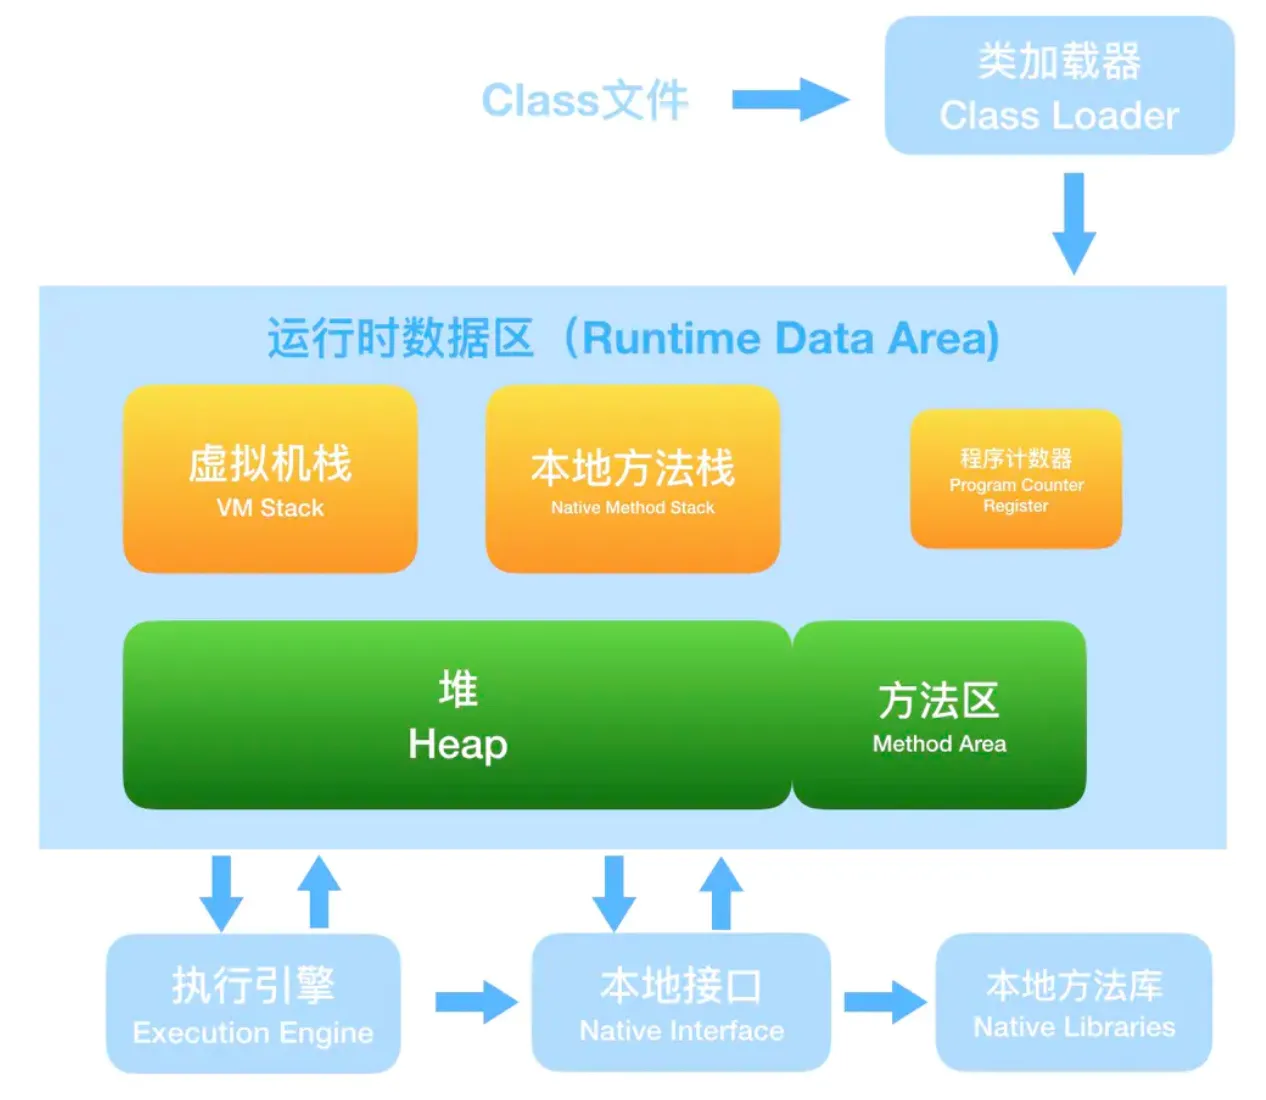 Class文件
类加载器
Class Loader
运行时数据区（Runtime Data Area)
虚拟机栈
VM Stack
本地方法栈
Native Method Stack
程序计数器
Program Counter
Register
堆
Heap
方法区
Method Area
执行引擎
Execution Engine
本地接口
Native Interface
本地方法库
Native Libraries